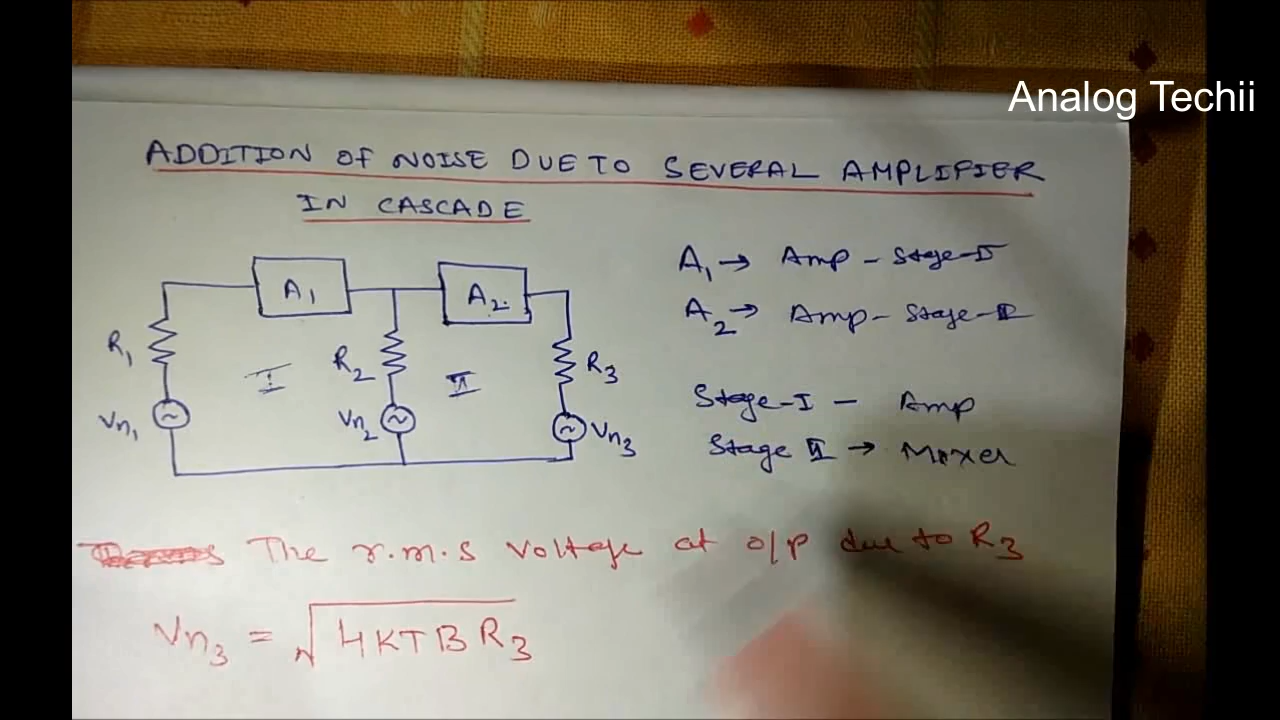 Analog Techii
ADDITION OF NOISE DUE TO SEVERAL AMPLIFIER
IN CASCADE
A1 → Amp - Stage-I
A2 → Amp - Stage-II
A1
A2
R1
R2
R3
I
II
Vn1
Vn2
Vn3
Stage-I - Amp
Stage II → Mixer
The r.m.s voltage at o/p due to R3
Vn3 = √4KTBR3